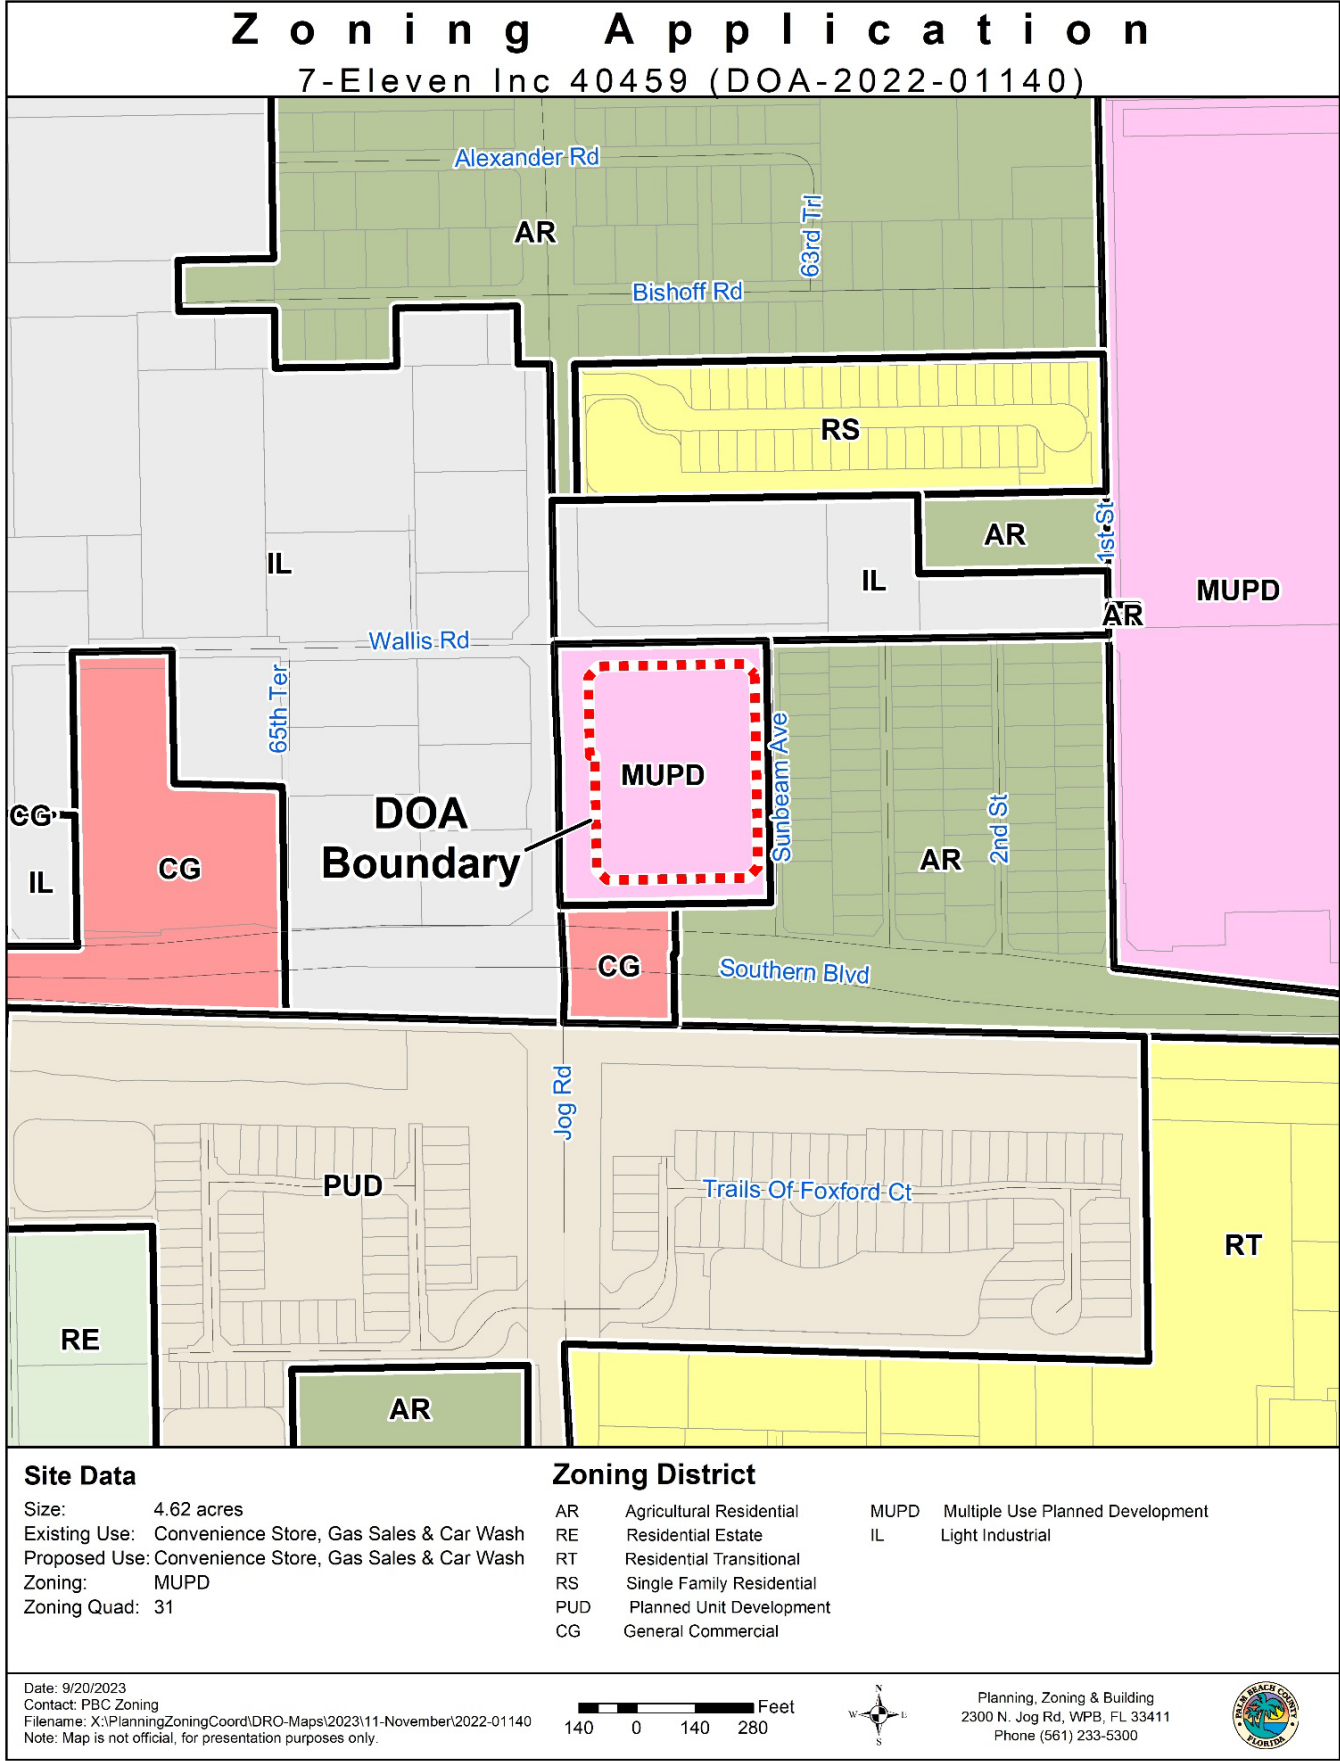 Zoning Application
7-Eleven Inc 40459 (DOA-2022-01140)
Alexander Rd
63rd Trl
AR
Bishoff Rd
RS
AR
1st St
IL
IL
MUPD
AR
Wallis Rd
65th Ter
MUPD
Sunbeam Ave
DOA
Boundary
2nd St
CG
AR
CG
IL
CG
Southern Blvd
Jog Rd
PUD
Trails Of Foxford Ct
RT
RE
AR
Site Data
Size: 4.62 acres
Existing Use: Convenience Store, Gas Sales & Car Wash
Proposed Use: Convenience Store, Gas Sales & Car Wash
Zoning: MUPD
Zoning Quad: 31
Zoning District
AR Agricultural Residential
RE Residential Estate
RT Residential Transitional
RS Single Family Residential
PUD Planned Unit Development
CG General Commercial
MUPD Multiple Use Planned Development
IL Light Industrial
Date: 9/20/2023
Contact: PBC Zoning
Filename: X:\PlanningZoningCoord\DRO-Maps\2023\11-November\2022-01140
Note: Map is not official, for presentation purposes only.
Feet
140 0 140 280
N
W E
S
Planning, Zoning & Building
2300 N. Jog Rd, WPB, FL 33411
Phone (561) 233-5300
PALM BEACH COUNTY
FLORIDA